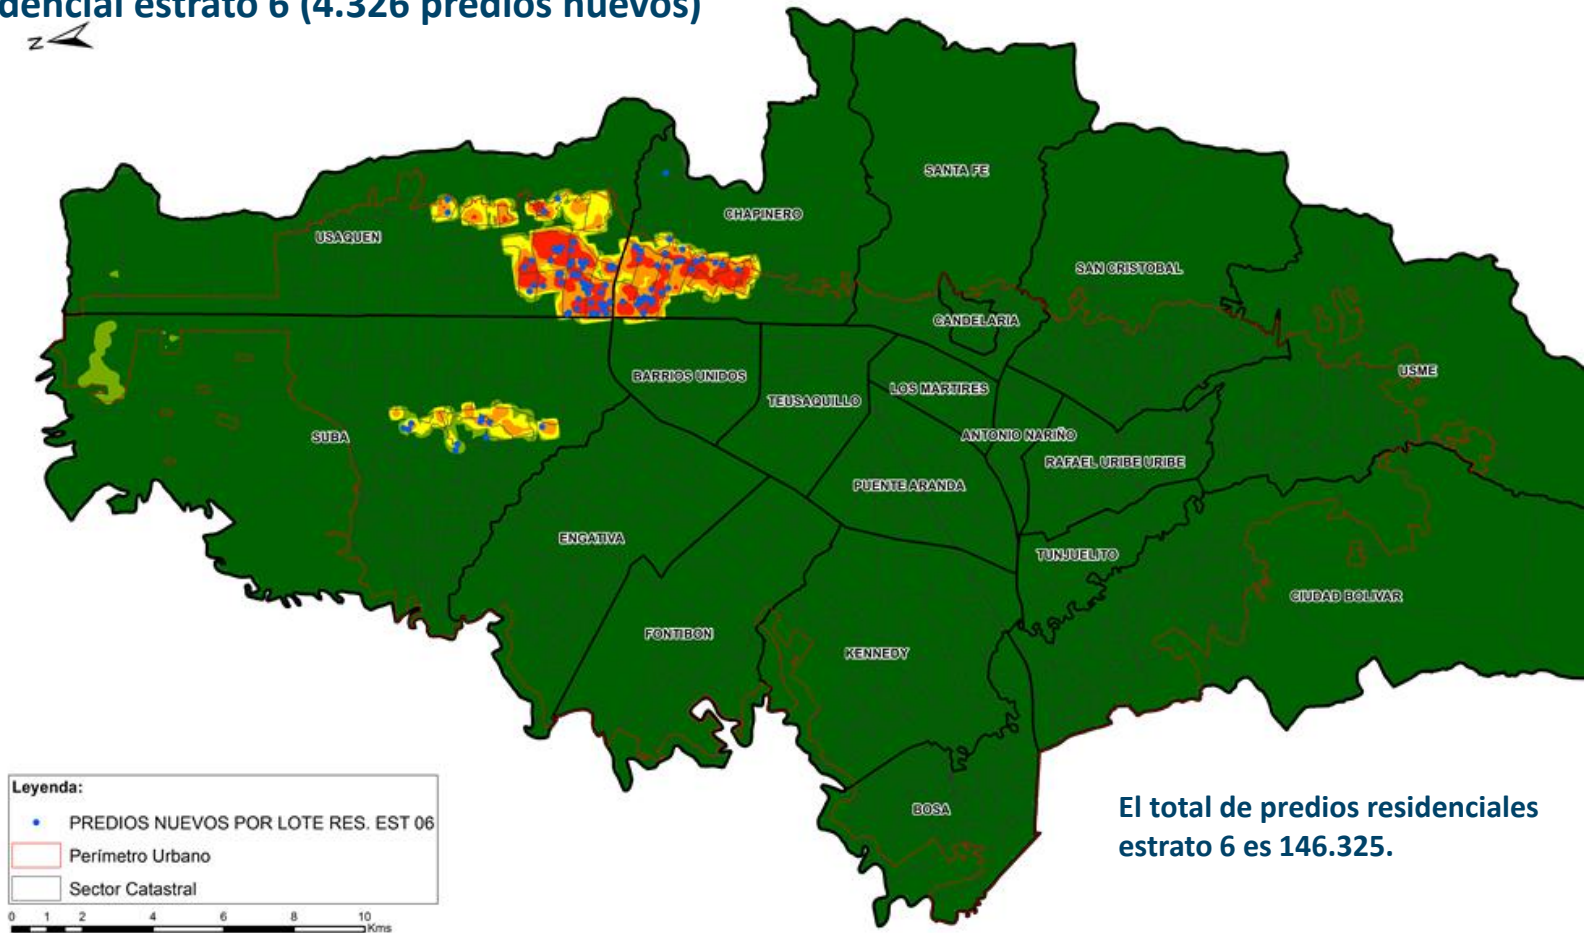 dencial estrato 6 (4.326 predios nuevos)
Z
SANTA FE
CHAPINERO
USAQUEN
SAN CRISTOBAL
CANDELARIA
USME
BARRIOS UNIDOS
LOS MARTIRES
TEUSAQUILLO
SUBA
ANTONIO NARIÑO
RAFAEL URIBE URIBE
PUENTE ARANDA
ENGATIVA
TUNJUELITO
CIUDAD BOLIVAR
FONTIBON
KENNEDY
BOSA
El total de predios residenciales
estrato 6 es 146.325.
Leyenda:
PREDIOS NUEVOS POR LOTE RES. EST 06
Perímetro Urbano
Sector Catastral
0 1 2 4 6 8 10
Kms